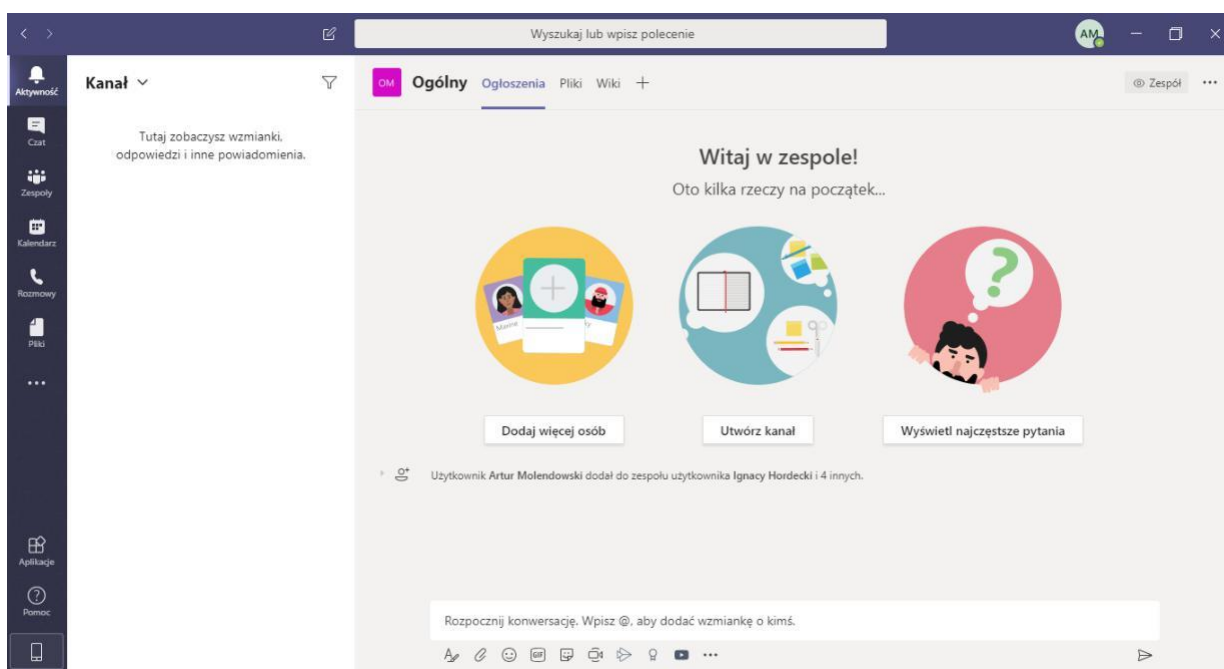 Wyszukaj lub wpisz polecenie
AM
Aktywność
Czat
Zespoły
Kalendarz
Rozmowy
Pliki
Aplikacje
Pomoc
Kanał
Tutaj zobaczysz wzmianki,
odpowiedzi i inne powiadomienia.
OM Ogólny Ogłoszenia Pliki Wiki
Zespół
Witaj w zespole!
Oto kilka rzeczy na początek...
Maxine
Dodaj więcej osób
Utwórz kanał
Wyświetl najczęstsze pytania
Użytkownik Artur Molendowski dodał do zespołu użytkownika Ignacy Hordecki i 4 innych.
Rozpocznij konwersację. Wpisz @, aby dodać wzmiankę o kimś.
GIF